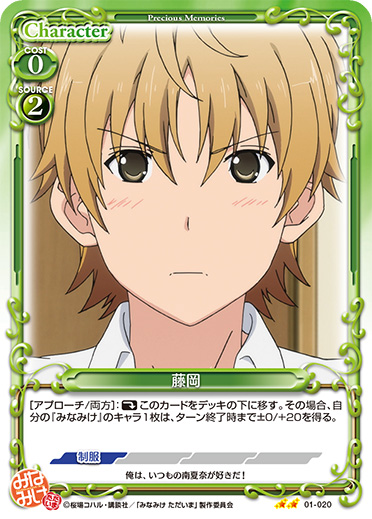 Precious Memories
Character
COST
0
SOURCE
2
藤岡
[アプローチ/両方]:このカードをデッキの下に移す。その場合、自
分の「みなみけ」のキャラ1枚は、ターン終了時まで±0/+20を得る。
制服
俺は、いつもの南夏奈が好きだ!
みなみけ
ただいま
©桜場コハル・講談社/「みなみけ ただいま」製作委員会
01-020